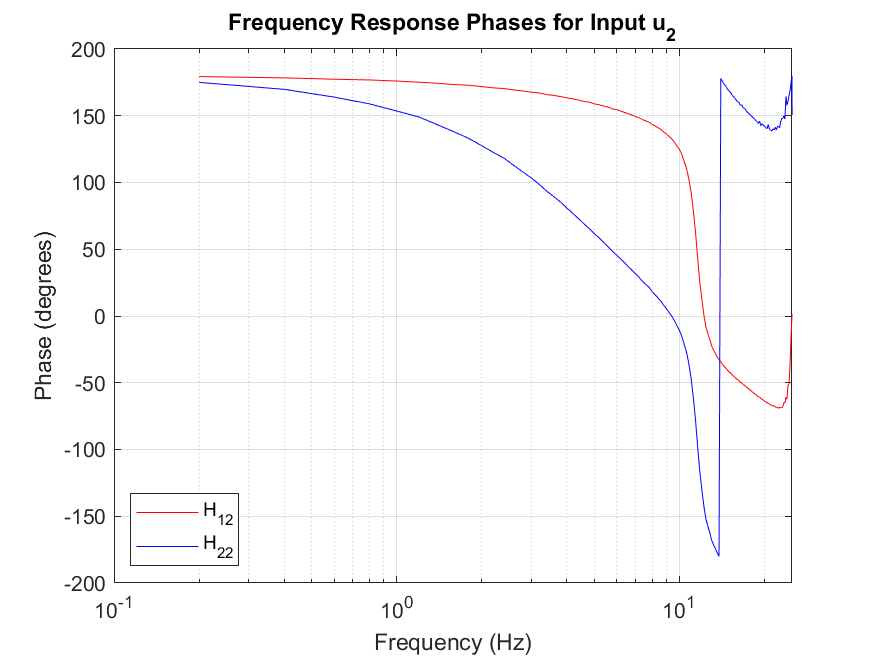 Frequency Response Phases for Input u₂
200
150
100
50
0
-50
-100
-150
-200
Phase (degrees)
H₁₂
H₂₂
10⁻¹ 10⁰ 10¹
Frequency (Hz)